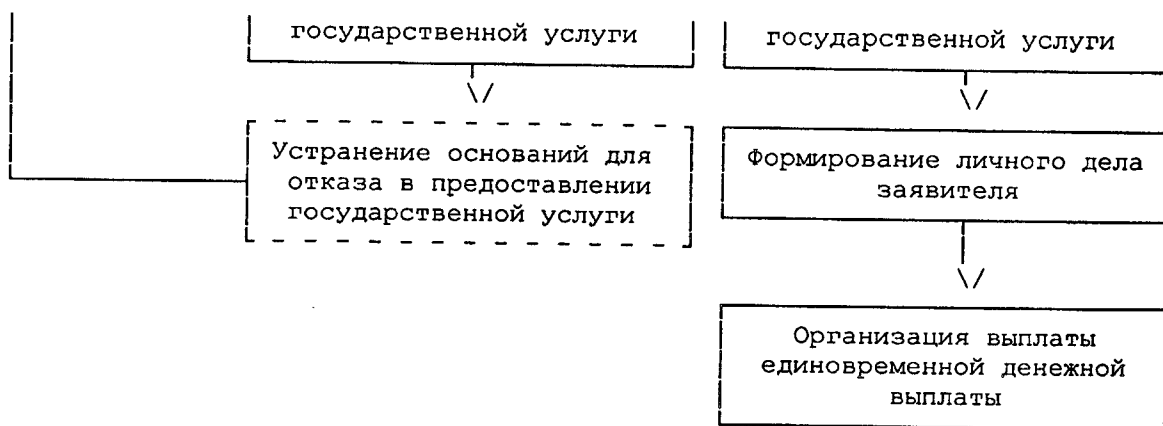 государственной услуги
государственной услуги
Устранение оснований для
отказа в предоставлении
государственной услуги
Формирование личного дела
заявителя
Организация выплаты
единовременной денежной
выплаты